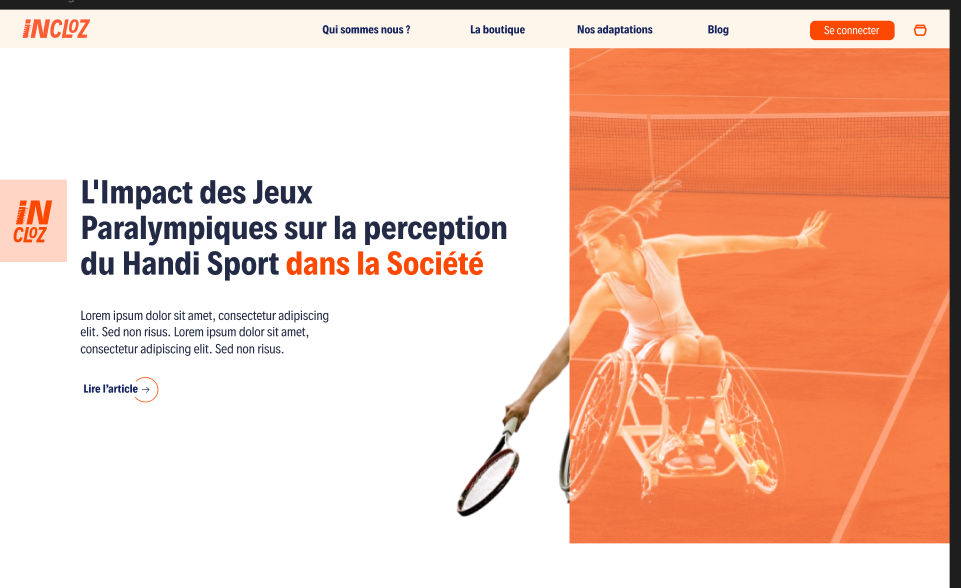 INCLOZ
Qui sommes nous ?
La boutique
Nos adaptations
Blog
Se connecter
IN
CLOZ
L'Impact des Jeux
Paralympiques sur la perception
du Handi Sport dans la Société
Lorem ipsum dolor sit amet, consectetur adipiscing
elit. Sed non risus. Lorem ipsum dolor sit amet,
consectetur adipiscing elit. Sed non risus.
Lire l'article →